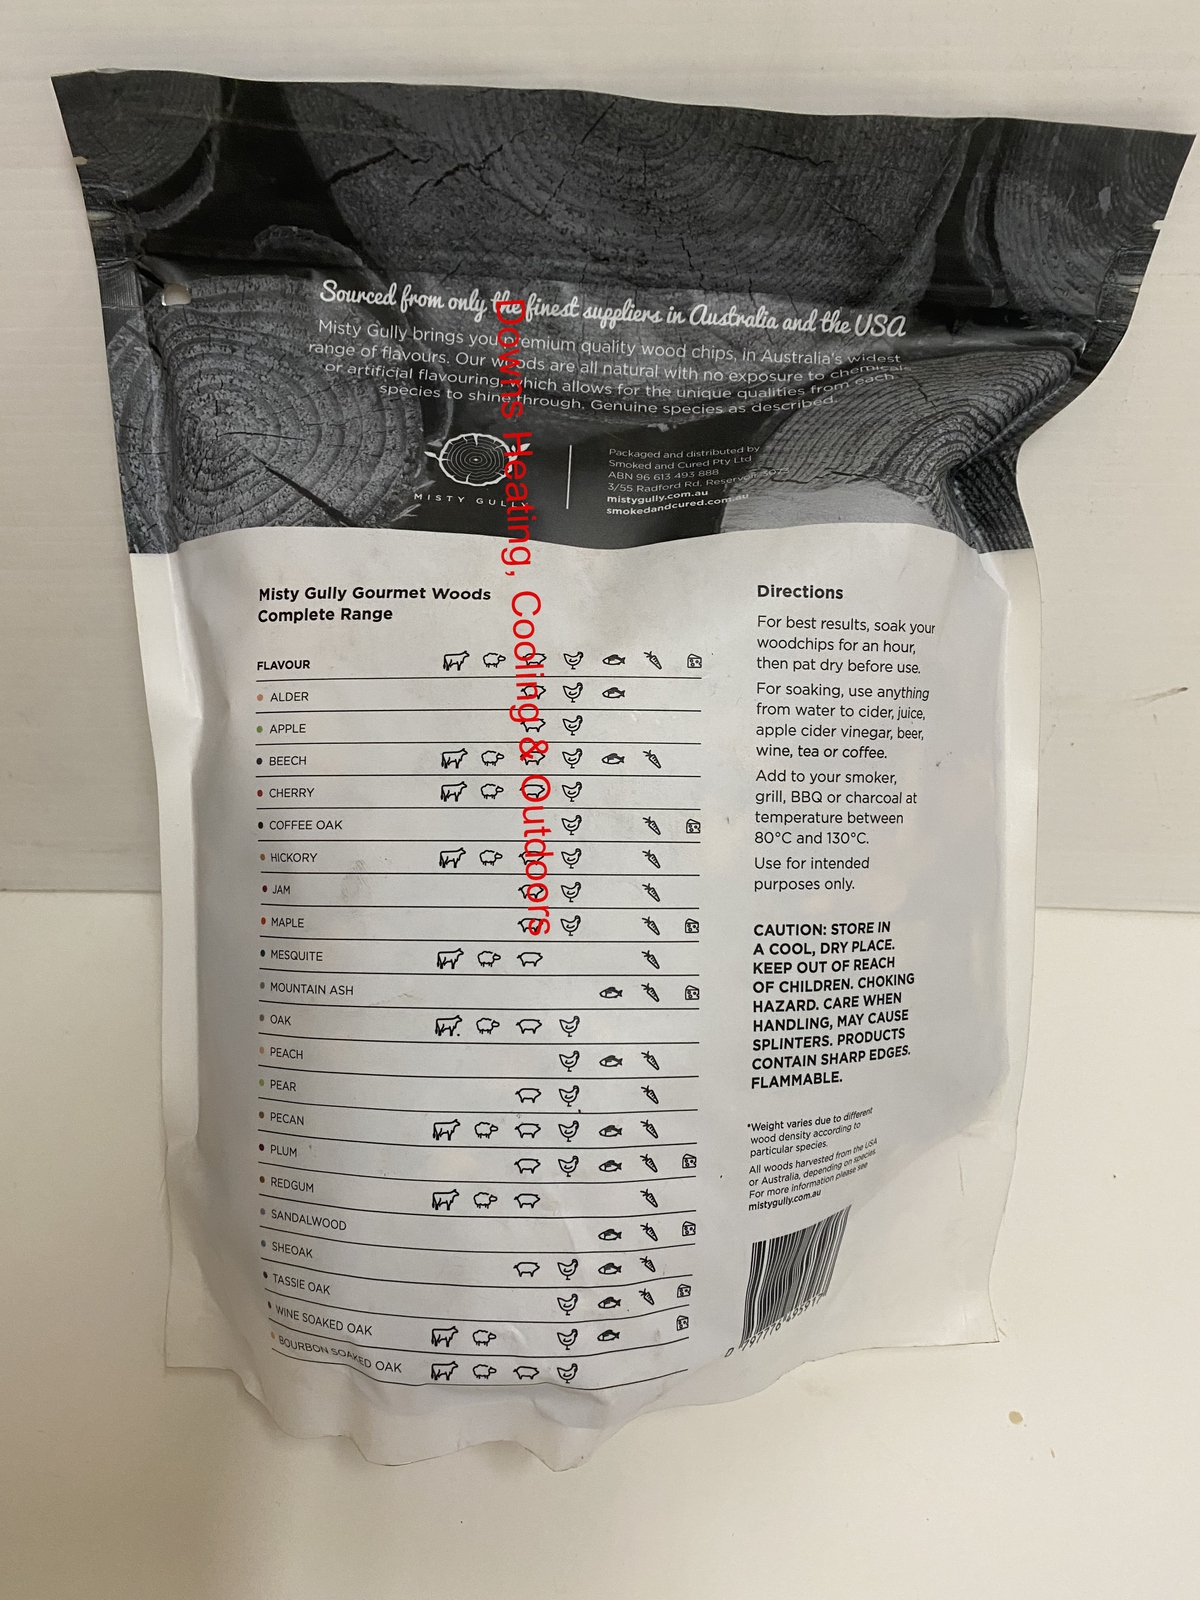 Sourced from only the finest suppliers in Australia and the USA
Misty Gully brings you premium quality wood chips, in Australia's widest
range of flavours. Our woods are all natural with no exposure to chemicals
or artificial flavouring, which allows for the unique qualities from each
species to shine through. Genuine species as described.
MISTY GULLY
Packaged and distributed by
Smoked and Cured Pty Ltd
ABN 96 613 493 888
3/55 Radford Rd, Reservoir 3073
mistygully.com.au
smokedandcured.com.au
Downs Heating, Cooling & Outdoors
Misty Gully Gourmet Woods
Complete Range
FLAVOUR
ALDER
APPLE
BEECH
CHERRY
COFFEE OAK
HICKORY
JAM
MAPLE
MESQUITE
MOUNTAIN ASH
OAK
PEACH
PEAR
PECAN
PLUM
REDGUM
SANDALWOOD
SHEOAK
TASSIE OAK
WINE SOAKED OAK
BOURBON SOAKED OAK
Directions
For best results, soak your
woodchips for an hour,
then pat dry before use.
For soaking, use anything
from water to cider, juice,
apple cider vinegar, beer,
wine, tea or coffee.
Add to your smoker,
grill, BBQ or charcoal at
temperature between
80°C and 130°C.
Use for intended
purposes only.
CAUTION: STORE IN
A COOL, DRY PLACE.
KEEP OUT OF REACH
OF CHILDREN. CHOKING
HAZARD. CARE WHEN
HANDLING, MAY CAUSE
SPLINTERS. PRODUCTS
CONTAIN SHARP EDGES.
FLAMMABLE.
*Weight varies due to different
wood density according to
particular species.
All woods harvested from the USA
or Australia, depending on species.
For more information please see
mistygully.com.au